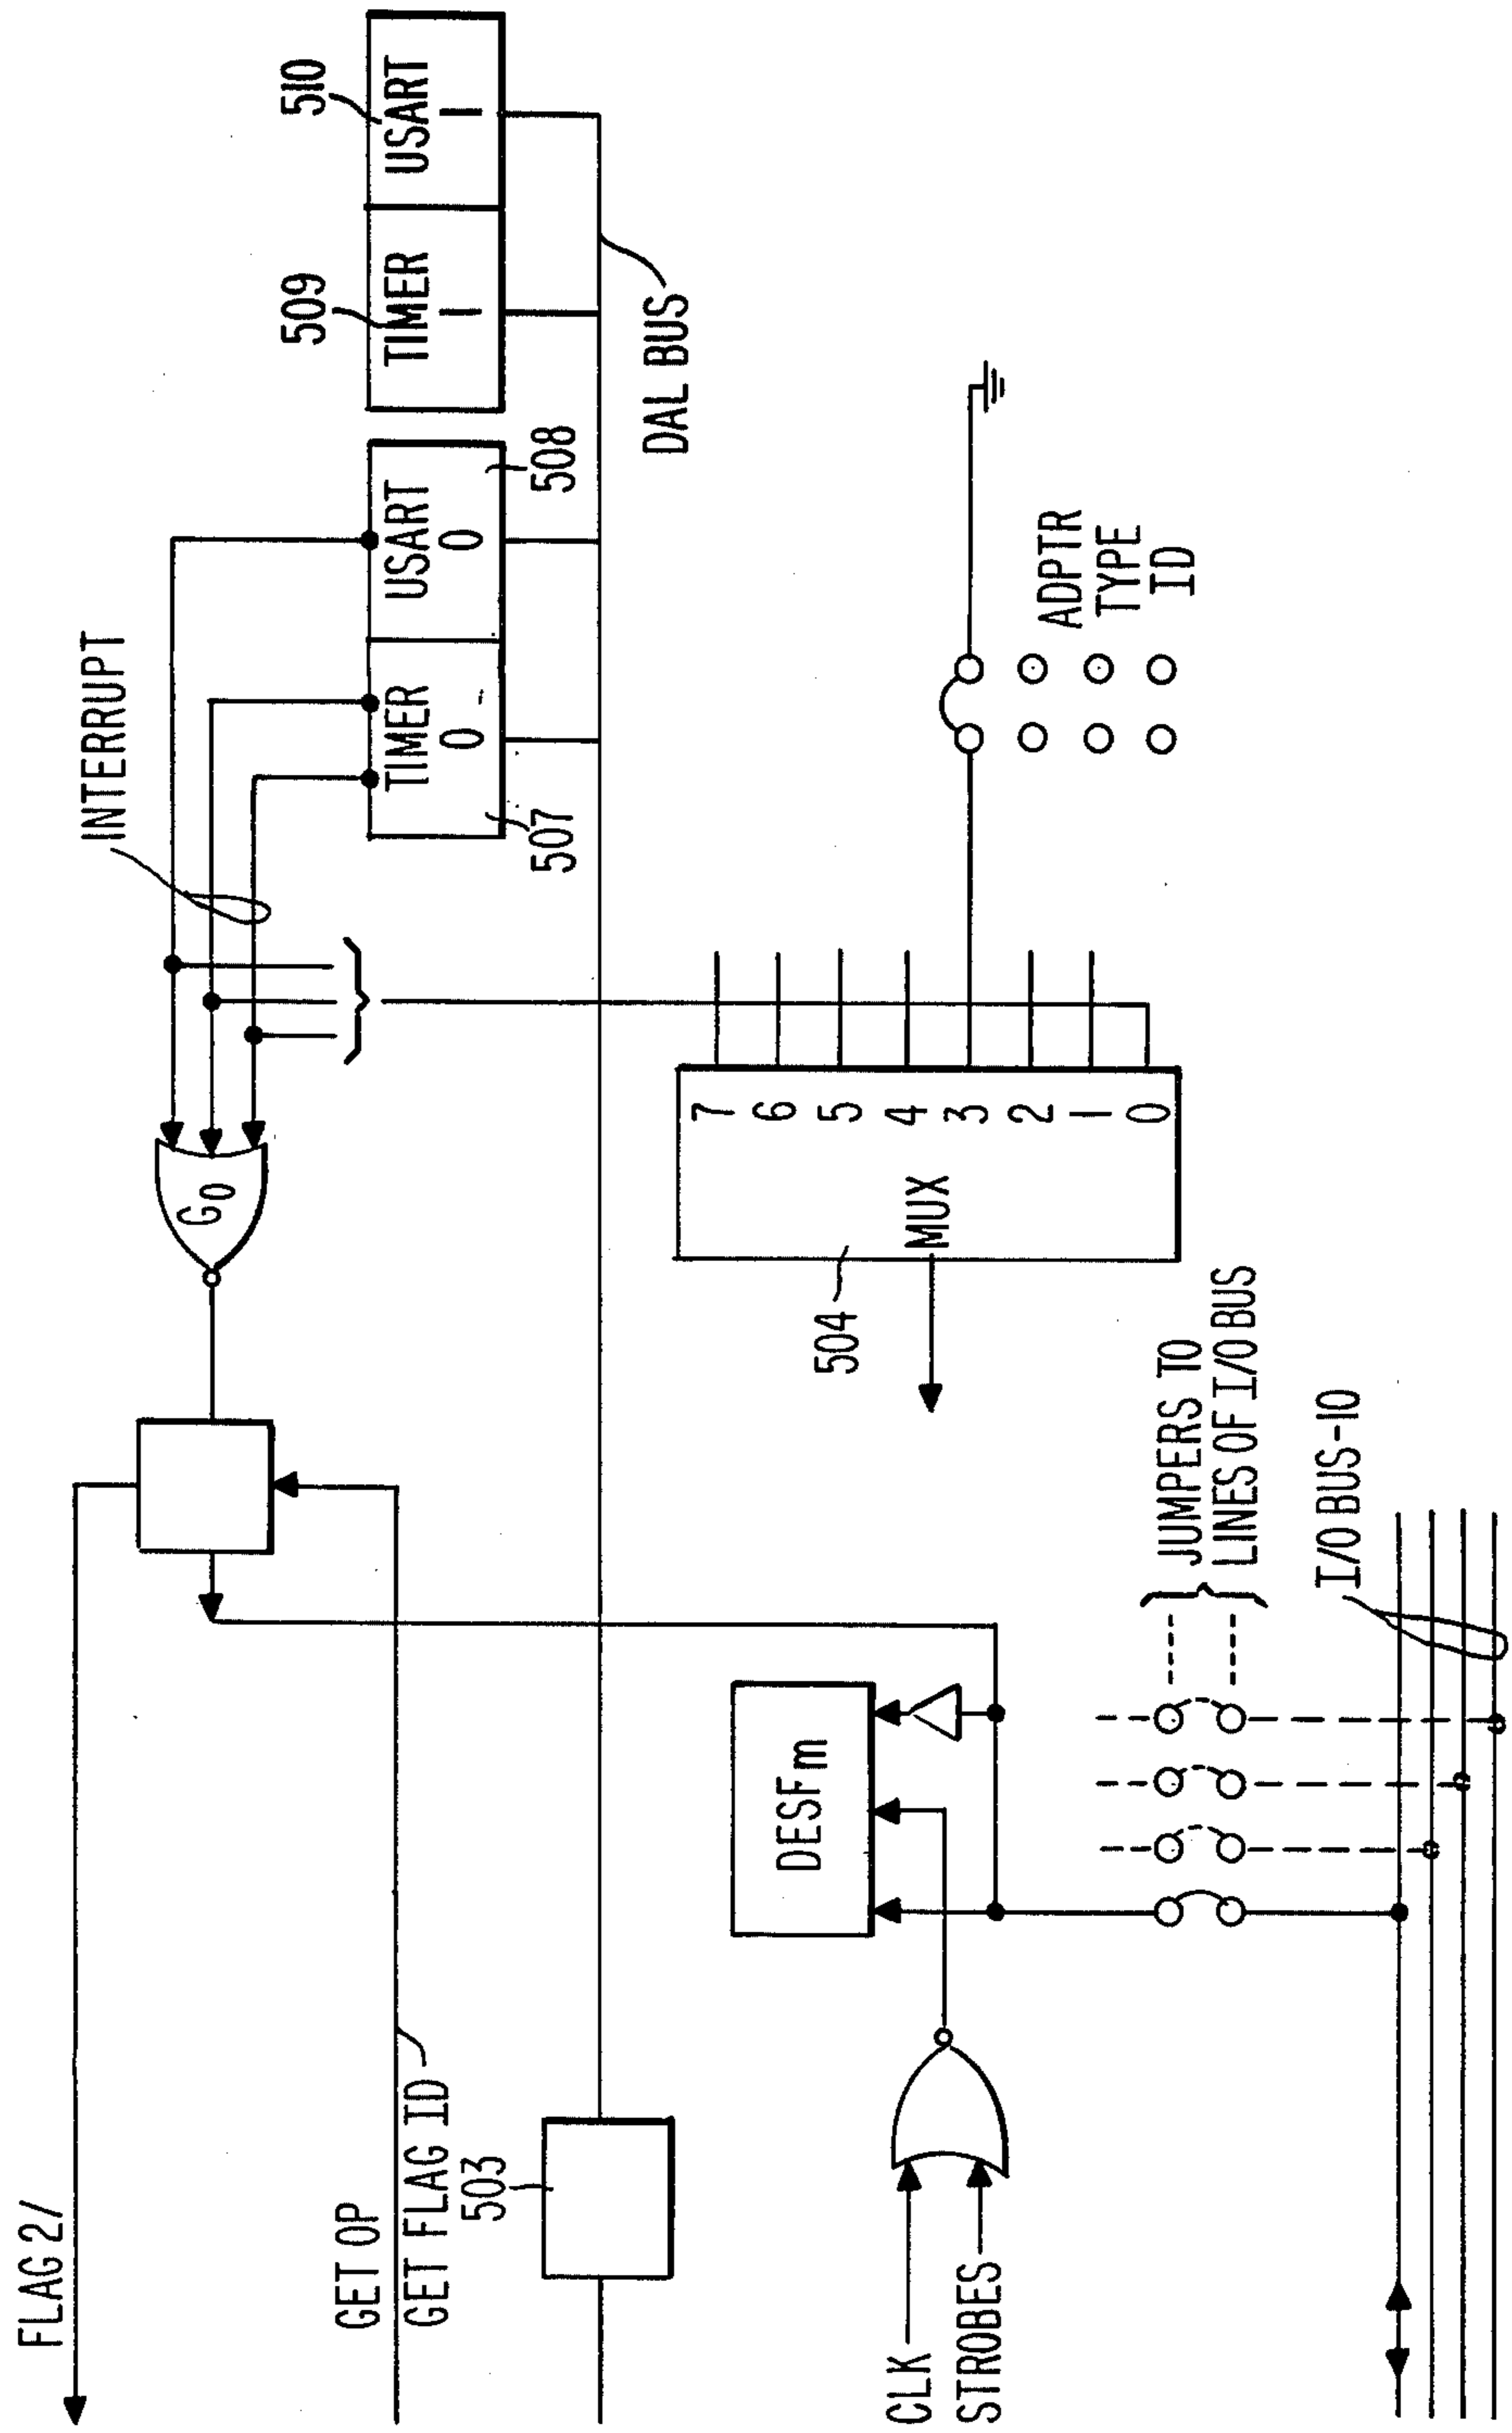 FLAG 2/
GET OP
GET FLAG ID
503
CLK
STROBES
DESFm
G0
INTERRUPT
TIMER
0
507
USART
0
508
TIMER
1
509
USART
1
510
DAL BUS
504
MUX
7
6
5
4
3
2
1
0
ADPTR
TYPE
ID
JUMPERS TO
LINES OF I/O BUS
I/O BUS-10